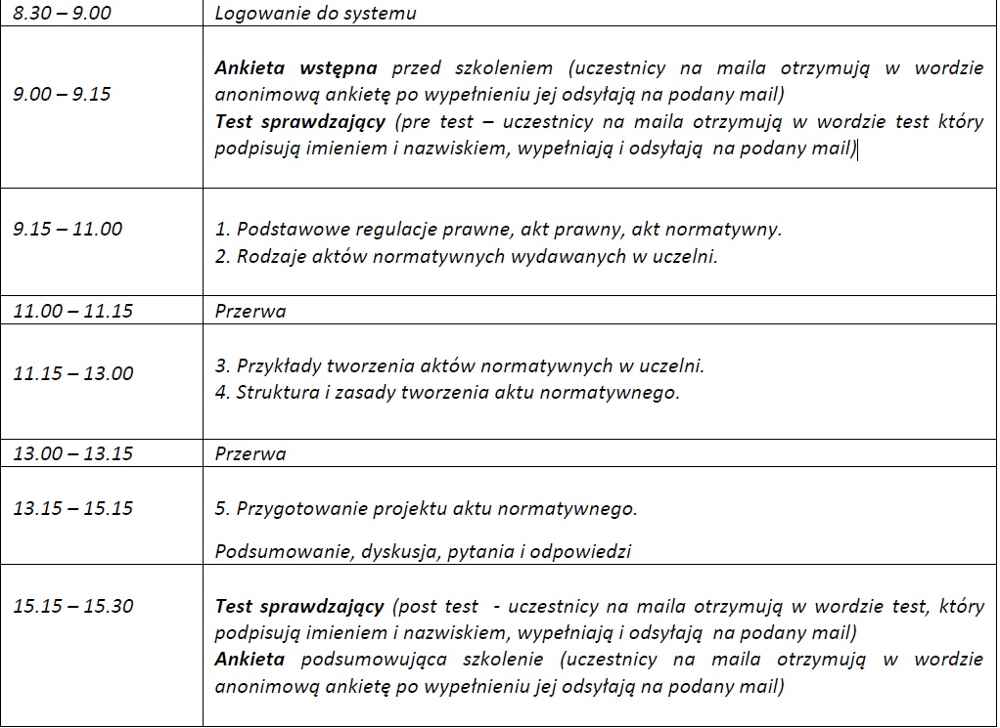 8.30 – 9.00
Logowanie do systemu
9.00 – 9.15
Ankieta wstępna przed szkoleniem (uczestnicy na maila otrzymują w wordzie
anonimową ankietę po wypełnieniu jej odsyłają na podany mail)
Test sprawdzający (pre test – uczestnicy na maila otrzymują w wordzie test który
podpisują imieniem i nazwiskiem, wypełniają i odsyłają  na podany mail)
9.15 – 11.00
1. Podstawowe regulacje prawne, akt prawny, akt normatywny.
2. Rodzaje aktów normatywnych wydawanych w uczelni.
11.00 – 11.15
Przerwa
11.15 – 13.00
3. Przykłady tworzenia aktów normatywnych w uczelni.
4. Struktura i zasady tworzenia aktu normatywnego.
13.00 – 13.15
Przerwa
13.15 – 15.15
5. Przygotowanie projektu aktu normatywnego.
Podsumowanie, dyskusja, pytania i odpowiedzi
15.15 – 15.30
Test sprawdzający (post test  - uczestnicy na maila otrzymują w wordzie test, który
podpisują imieniem i nazwiskiem, wypełniają i odsyłają  na podany mail)
Ankieta podsumowująca szkolenie (uczestnicy na maila otrzymują w wordzie
anonimową ankietę po wypełnieniu jej odsyłają na podany mail)